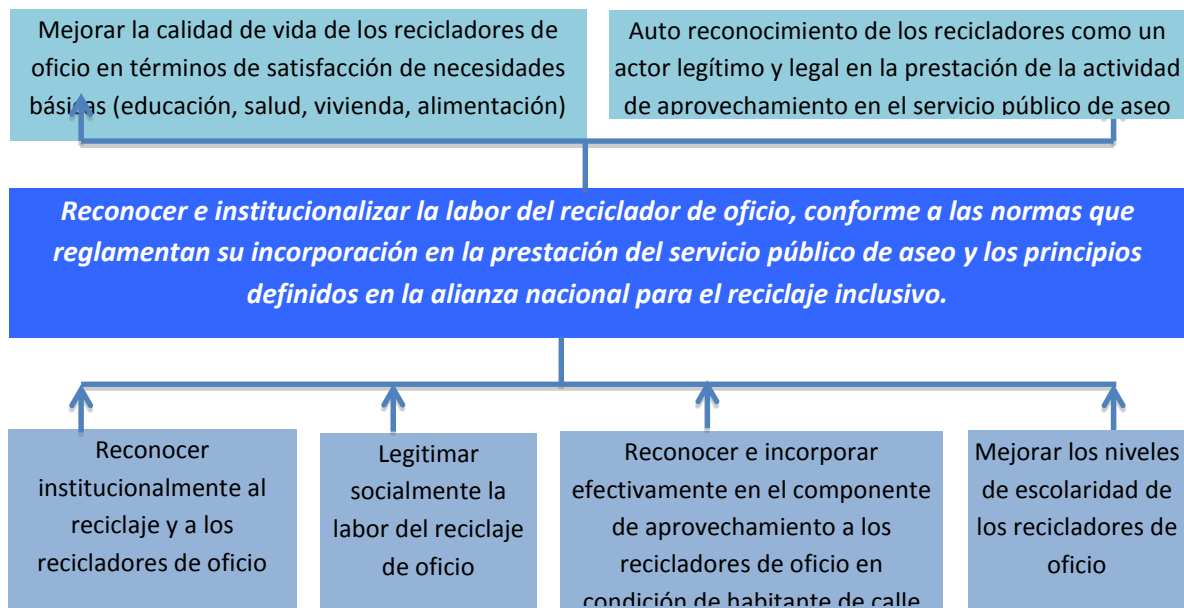 Mejorar la calidad de vida de los recicladores de
oficio en términos de satisfacción de necesidades
básicas (educación, salud, vivienda, alimentación)
Auto reconocimiento de los recicladores como un
actor legítimo y legal en la prestación de la actividad
de aprovechamiento en el servicio público de aseo
Reconocer e institucionalizar la labor del reciclador de oficio, conforme a las normas que
reglamentan su incorporación en la prestación del servicio público de aseo y los principios
definidos en la alianza nacional para el reciclaje inclusivo.
Reconocer
institucionalmente al
reciclaje y a los
recicladores de oficio
Legitimar
socialmente la
labor del reciclaje
de oficio
Reconocer e incorporar
efectivamente en el componente
de aprovechamiento a los
recicladores de oficio en
condición de habitante de calle
Mejorar los niveles
de escolaridad de
los recicladores de
oficio